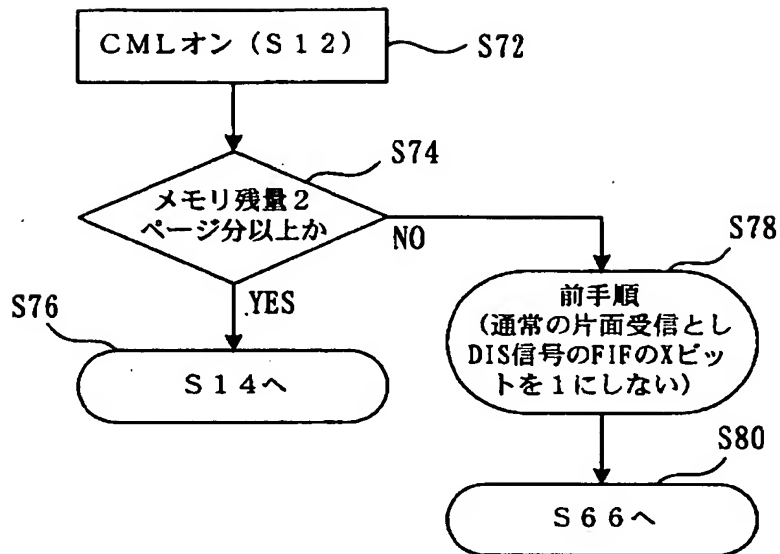 CMLオン(S12)
S72
S74
メモリ残量2
ページ分以上か
NO
S78
S76
YES
前手順
(通常の片面受信とし
DIS信号のFIFのXビッ
トを1にしない)
S14へ
S80
S66へ